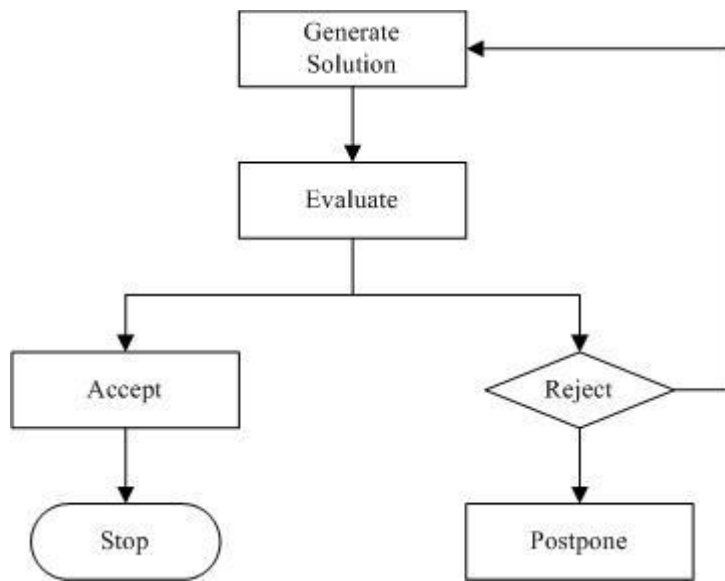 Generate
Solution
Evaluate
Accept
Reject
Stop
Postpone